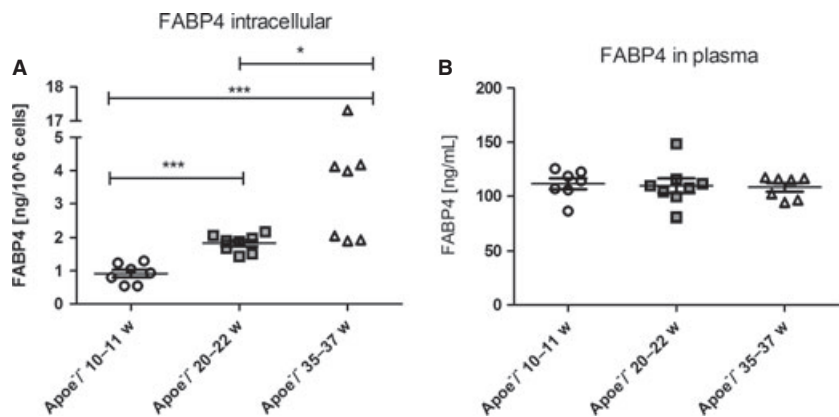 FABP4 intracellular
A
*
***
***
FABP4 [ng/10^6 cells]
18
17
5
4
3
2
1
0
Apoe-/- 10–11 w
Apoe-/- 20–22 w
Apoe-/- 35–37 w
B
FABP4 in plasma
FABP4 [ng/mL]
200
150
100
50
0
Apoe-/- 10–11 w
Apoe-/- 20–22 w
Apoe-/- 35–37 w